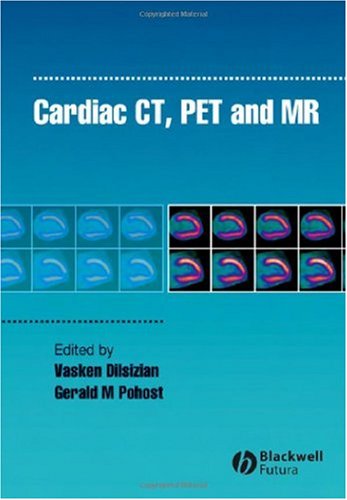 Cardiac CT, PET and MR
Edited by
Vasken Dilsizian
Gerald M Pohost
Blackwell
Futura